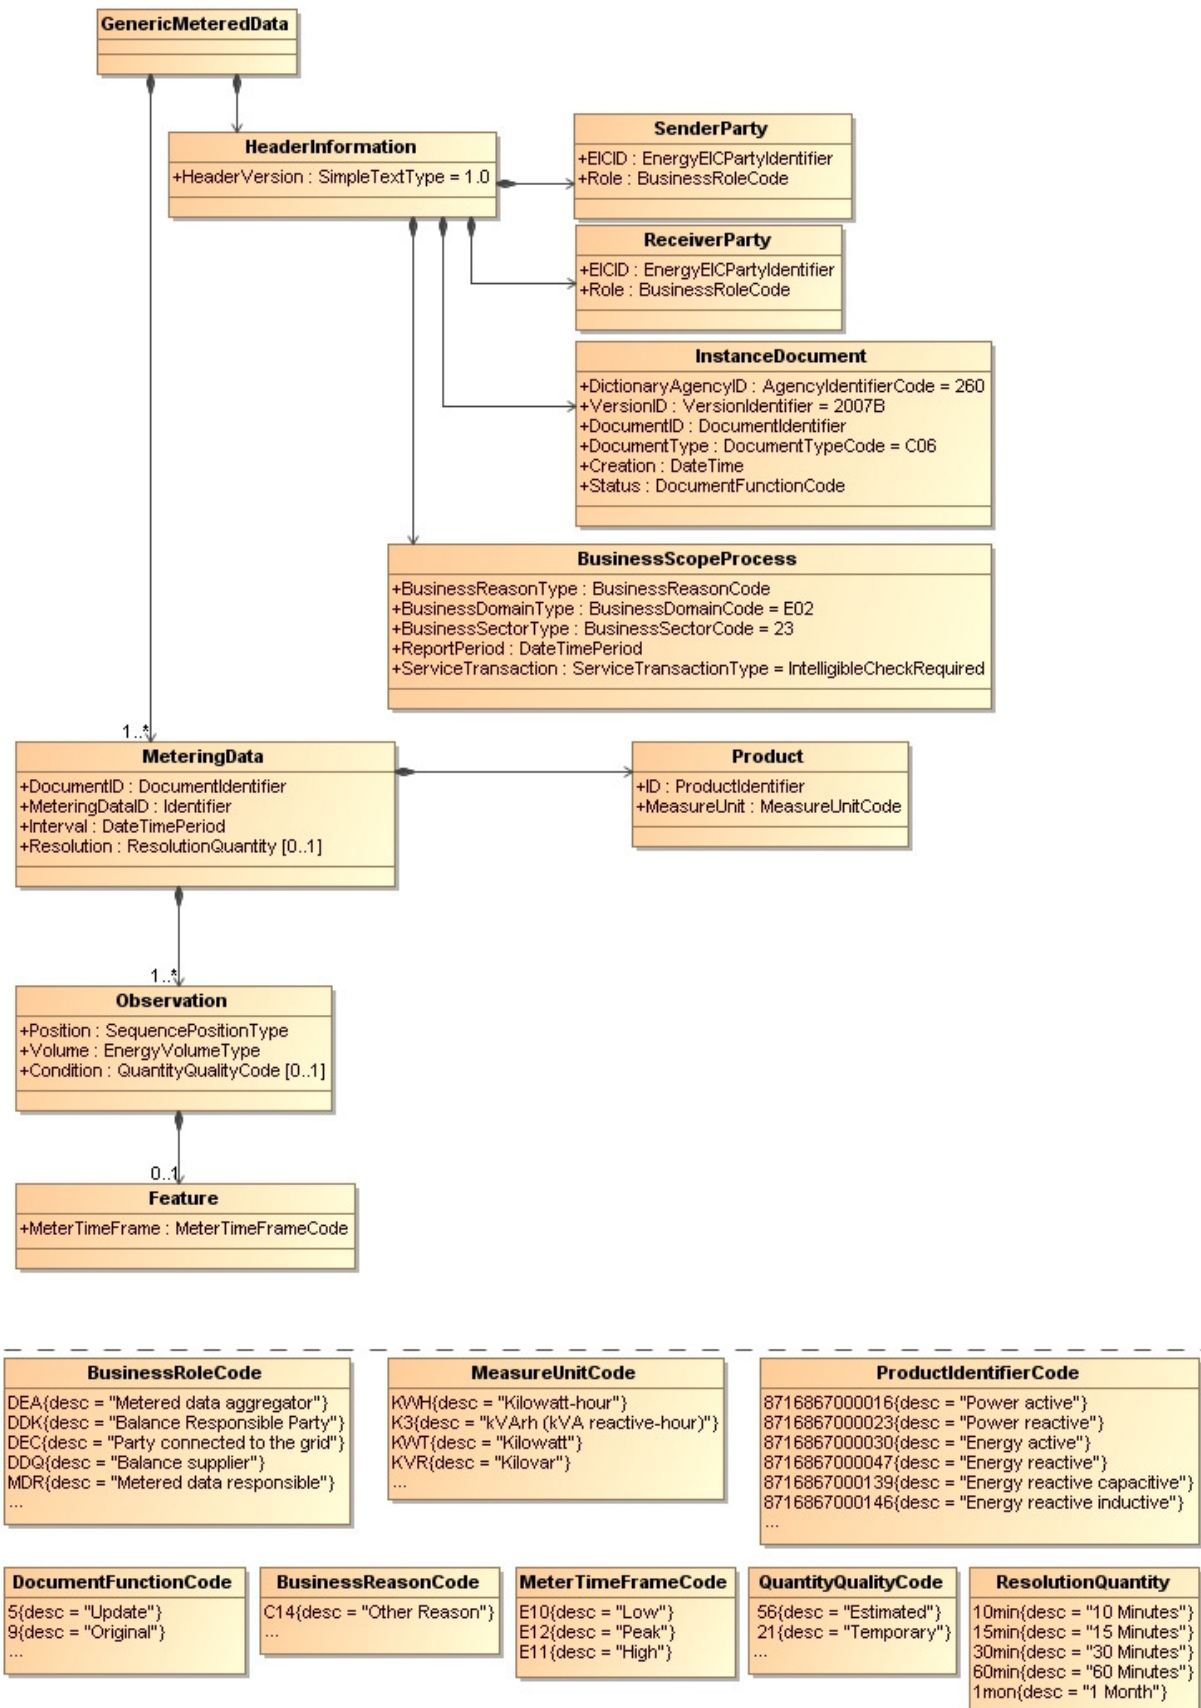 GenericMeteredData
HeaderInformation
+HeaderVersion : SimpleTextType = 1.0
SenderParty
+EICID : EnergyEICPartyIdentifier
+Role : BusinessRoleCode
ReceiverParty
+EICID : EnergyEICPartyIdentifier
+Role : BusinessRoleCode
InstanceDocument
+DictionaryAgencyID : AgencyIdentifierCode = 260
+VersionID : VersionIdentifier = 2007B
+DocumentID : DocumentIdentifier
+DocumentType : DocumentTypeCode = C06
+Creation : DateTime
+Status : DocumentFunctionCode
BusinessScopeProcess
+BusinessReasonType : BusinessReasonCode
+BusinessDomainType : BusinessDomainCode = E02
+BusinessSectorType : BusinessSectorCode = 23
+ReportPeriod : DateTimePeriod
+ServiceTransaction : ServiceTransactionType = IntelligibleCheckRequired
1..*
MeteringData
+DocumentID : DocumentIdentifier
+MeteringDataID : Identifier
+Interval : DateTimePeriod
+Resolution : ResolutionQuantity [0..1]
Product
+ID : ProductIdentifier
+MeasureUnit : MeasureUnitCode
1..*
Observation
+Position : SequencePositionType
+Volume : EnergyVolumeType
+Condition : QuantityQualityCode [0..1]
0..1
Feature
+MeterTimeFrame : MeterTimeFrameCode
BusinessRoleCode
DEA{desc = "Metered data aggregator"}
DDK{desc = "Balance Responsible Party"}
DEC{desc = "Party connected to the grid"}
DDQ{desc = "Balance supplier"}
MDR{desc = "Metered data responsible"}
...
MeasureUnitCode
KWH{desc = "Kilowatt-hour"}
K3{desc = "kVArh (kVA reactive-hour)"}
KWT{desc = "Kilowatt"}
KVR{desc = "Kilovar"}
...
ProductIdentifierCode
8716867000016{desc = "Power active"}
8716867000023{desc = "Power reactive"}
8716867000030{desc = "Energy active"}
8716867000047{desc = "Energy reactive"}
8716867000139{desc = "Energy reactive capacitive"}
8716867000146{desc = "Energy reactive inductive"}
...
DocumentFunctionCode
5{desc = "Update"}
9{desc = "Original"}
...
BusinessReasonCode
C14{desc = "Other Reason"}
...
MeterTimeFrameCode
E10{desc = "Low"}
E12{desc = "Peak"}
E11{desc = "High"}
QuantityQualityCode
56{desc = "Estimated"}
21{desc = "Temporary"}
...
ResolutionQuantity
10min{desc = "10 Minutes"}
15min{desc = "15 Minutes"}
30min{desc = "30 Minutes"}
60min{desc = "60 Minutes"}
1mon{desc = "1 Month"}